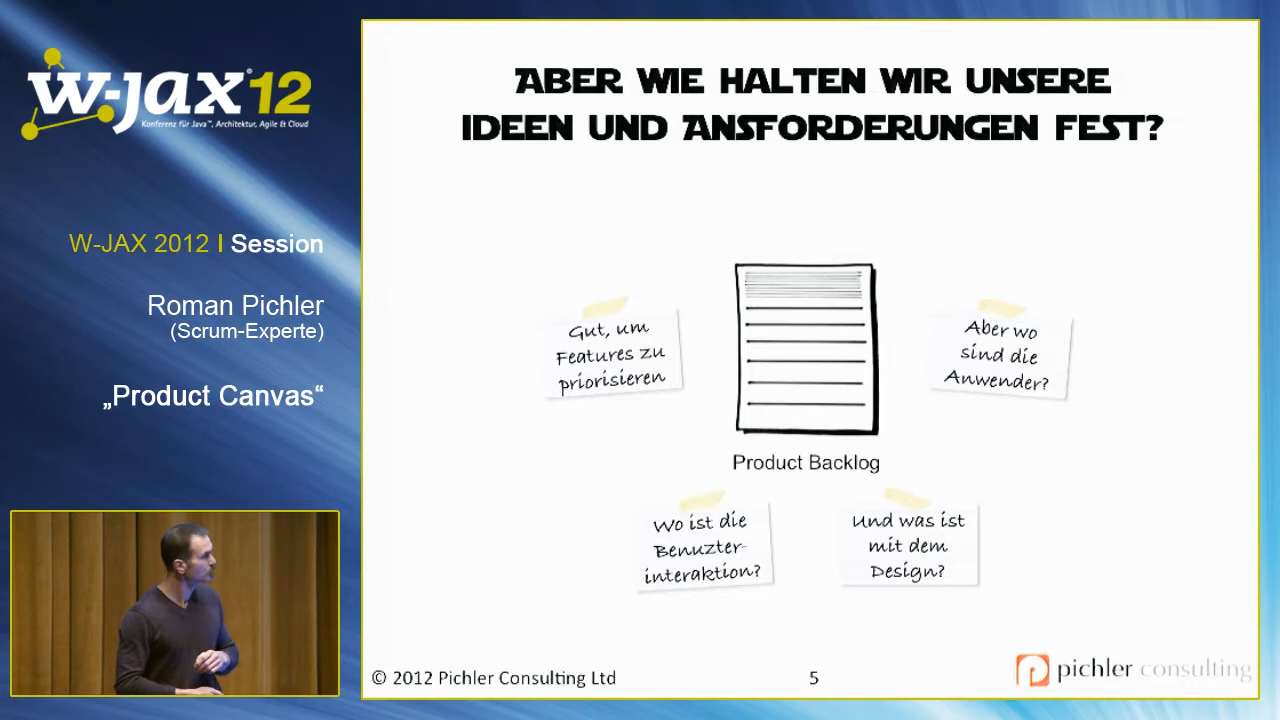 W-JAX 12
Konferenz für Java™, Architektur, Agile & Cloud
W-JAX 2012 I Session
Roman Pichler
(Scrum-Experte)
„Product Canvas“
ABER WIE HALTEN WIR UNSERE
IDEEN UND ANSFORDERUNGEN FEST?
Gut, um
Features zu
priorisieren
Aber wo
sind die
Anwender?
Product Backlog
Wo ist die
Benuzter-
interaktion?
Und was ist
mit dem
Design?
© 2012 Pichler Consulting Ltd
5
pichler consulting